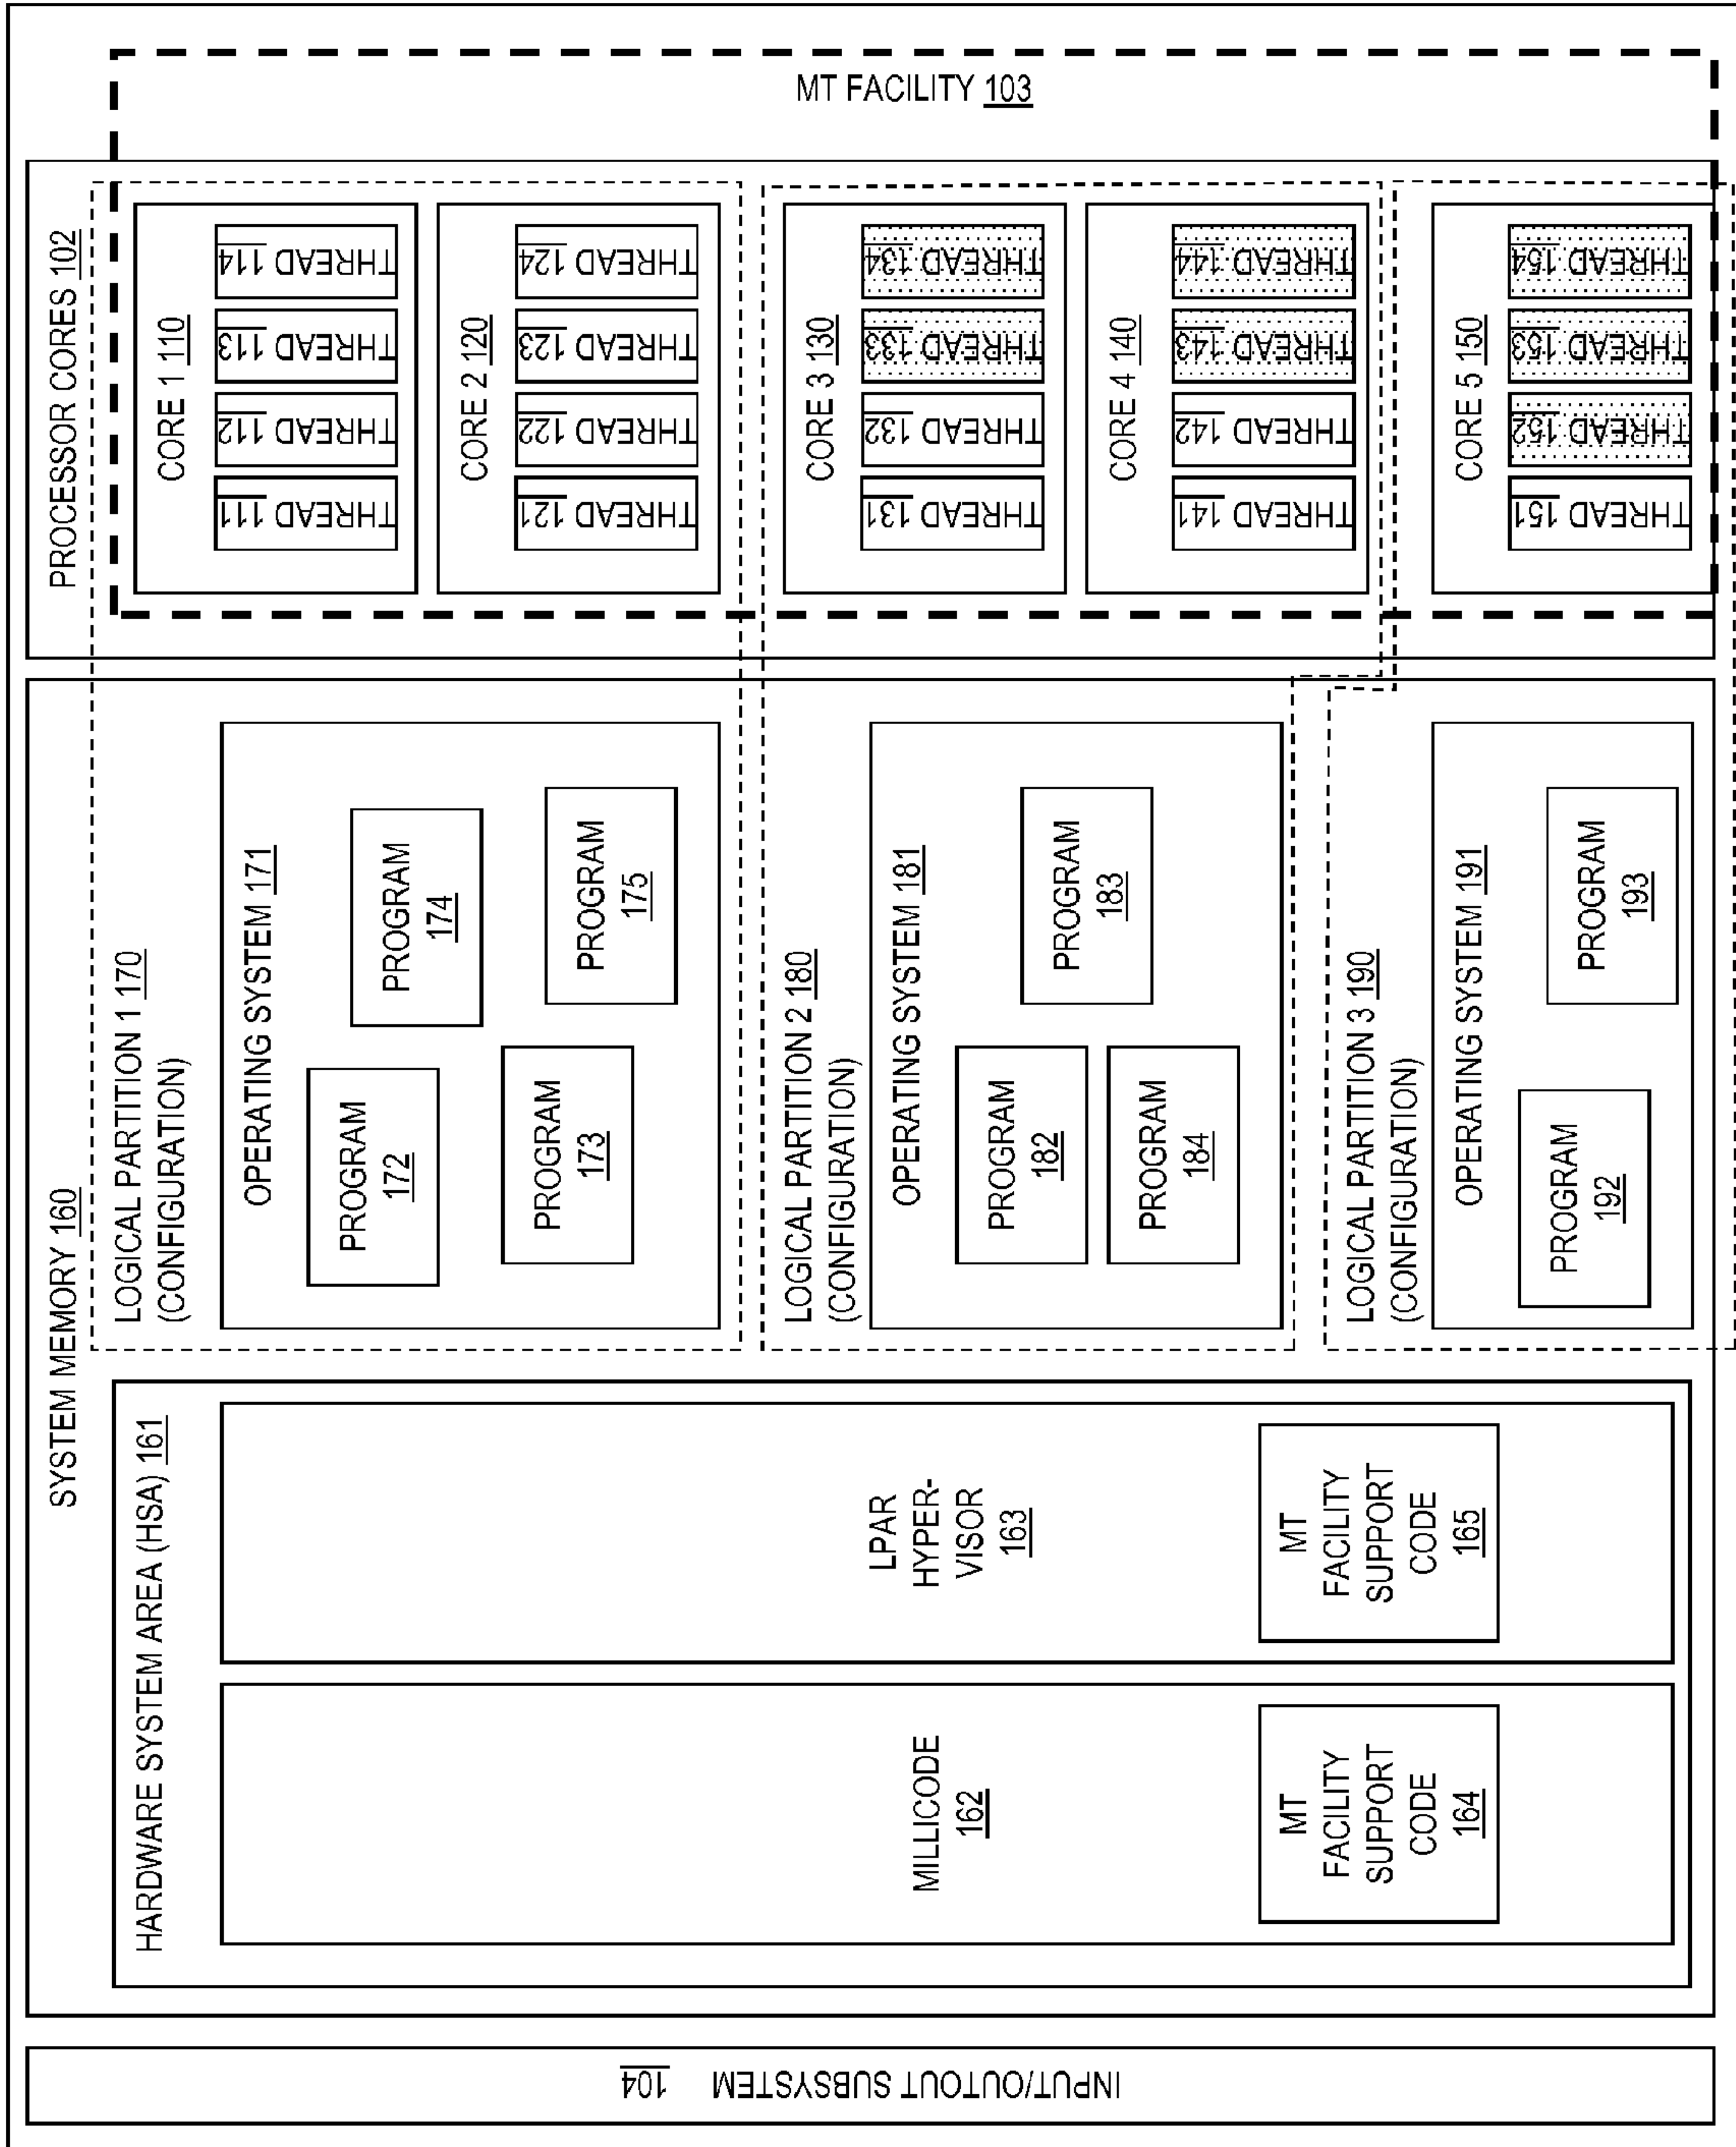 MT FACILITY 103
PROCESSOR CORES 102
CORE 1 110
THREAD 111
THREAD 112
THREAD 113
THREAD 114
CORE 2 120
THREAD 121
THREAD 122
THREAD 123
THREAD 124
CORE 3 130
THREAD 131
THREAD 132
THREAD 133
THREAD 134
CORE 4 140
THREAD 141
THREAD 142
THREAD 143
THREAD 144
CORE 5 150
THREAD 151
THREAD 152
THREAD 153
THREAD 154
SYSTEM MEMORY 160
LOGICAL PARTITION 1 170
(CONFIGURATION)
OPERATING SYSTEM 171
PROGRAM
172
PROGRAM
173
PROGRAM
174
PROGRAM
175
LOGICAL PARTITION 2 180
(CONFIGURATION)
OPERATING SYSTEM 181
PROGRAM
182
PROGRAM
184
PROGRAM
183
LOGICAL PARTITION 3 190
(CONFIGURATION)
OPERATING SYSTEM 191
PROGRAM
192
PROGRAM
193
HARDWARE SYSTEM AREA (HSA) 161
LPAR
HYPER-
VISOR
163
MT
FACILITY
SUPPORT
CODE
165
MILLICODE
162
MT
FACILITY
SUPPORT
CODE
164
INPUT/OUTOUT SUBSYSTEM 104